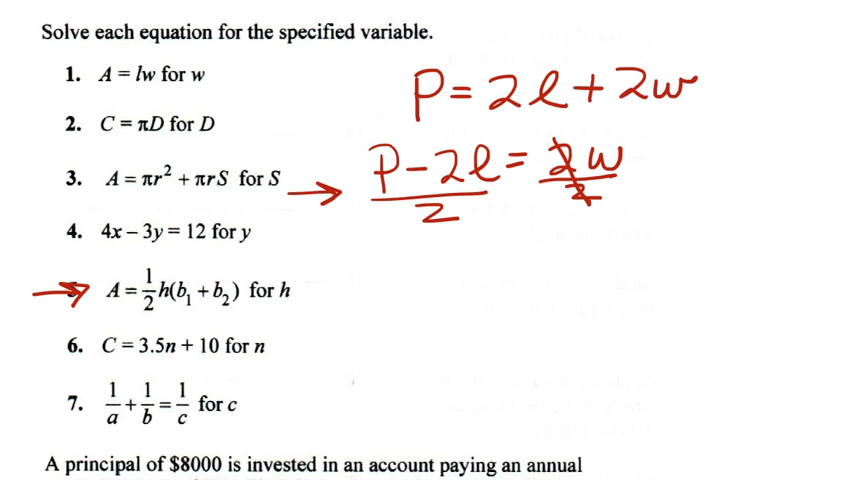 Solve each equation for the specified variable.
1. A = lw for w
P = 2l + 2w
2. C = πD for D
P - 2l = 2w
2 2
3. A = πr² + πrS for S
4. 4x – 3y = 12 for y
5. A = 1/2 h(b₁ + b₂) for h
6. C = 3.5n + 10 for n
7. 1/a + 1/b = 1/c for c
A principal of $8000 is invested in an account paying an annual